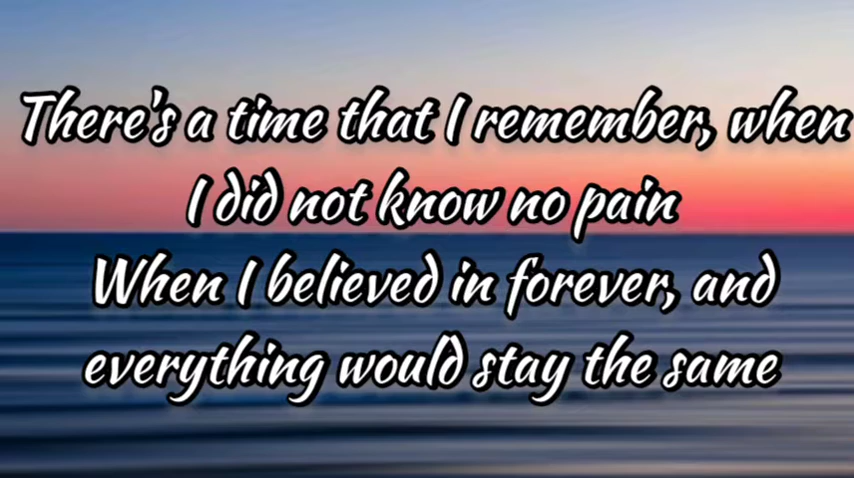 There's a time that I remember, when
I did not know no pain
When I believed in forever, and
everything would stay the same